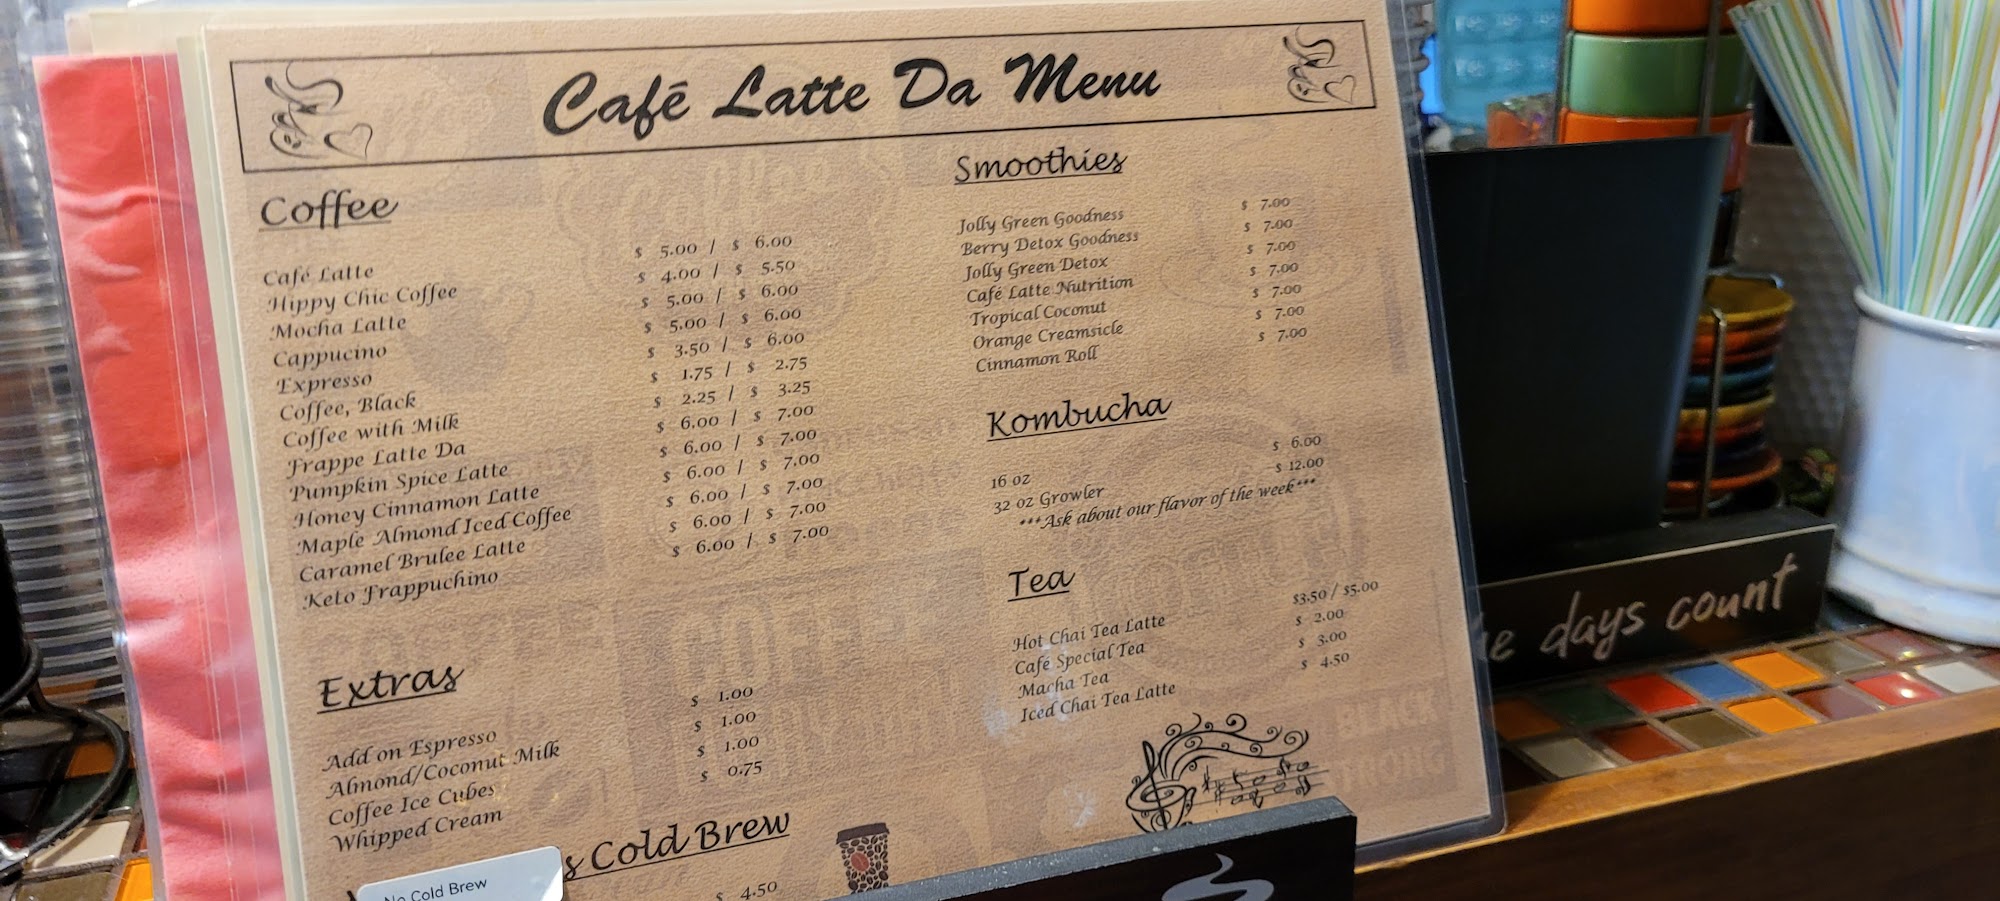 Café Latte Da Menu
Coffee
Café Latte $ 5.00 / $ 6.00
Hippy Chic Coffee $ 4.00 / $ 5.50
Mocha Latte $ 5.00 / $ 6.00
Cappucino $ 5.00 / $ 6.00
Expresso $ 3.50 / $ 6.00
Coffee, Black $ 1.75 / $ 2.75
Coffee with Milk $ 2.25 / $ 3.25
Frappe Latte Da $ 6.00 / $ 7.00
Pumpkin Spice Latte $ 6.00 / $ 7.00
Honey Cinnamon Latte $ 6.00 / $ 7.00
Maple Almond Iced Coffee $ 6.00 / $ 7.00
Caramel Brulee Latte $ 6.00 / $ 7.00
Keto Frappuchino $ 6.00 / $ 7.00
Extras
Add on Espresso $ 1.00
Almond/Coconut Milk $ 1.00
Coffee Ice Cubes $ 1.00
Whipped Cream $ 0.75
Cold Brew
$ 4.50
No Cold Brew
Smoothies
Jolly Green Goodness $ 7.00
Berry Detox Goodness $ 7.00
Jolly Green Detox $ 7.00
Café Latte Nutrition $ 7.00
Tropical Coconut $ 7.00
Orange Creamsicle $ 7.00
Cinnamon Roll $ 7.00
Kombucha
16 oz $ 6.00
32 oz Growler $ 12.00
***Ask about our flavor of the week***
Tea
Hot Chai Tea Latte $3.50 / $5.00
Café Special Tea $ 2.00
Macha Tea $ 3.00
Iced Chai Tea Latte $ 4.50
days count